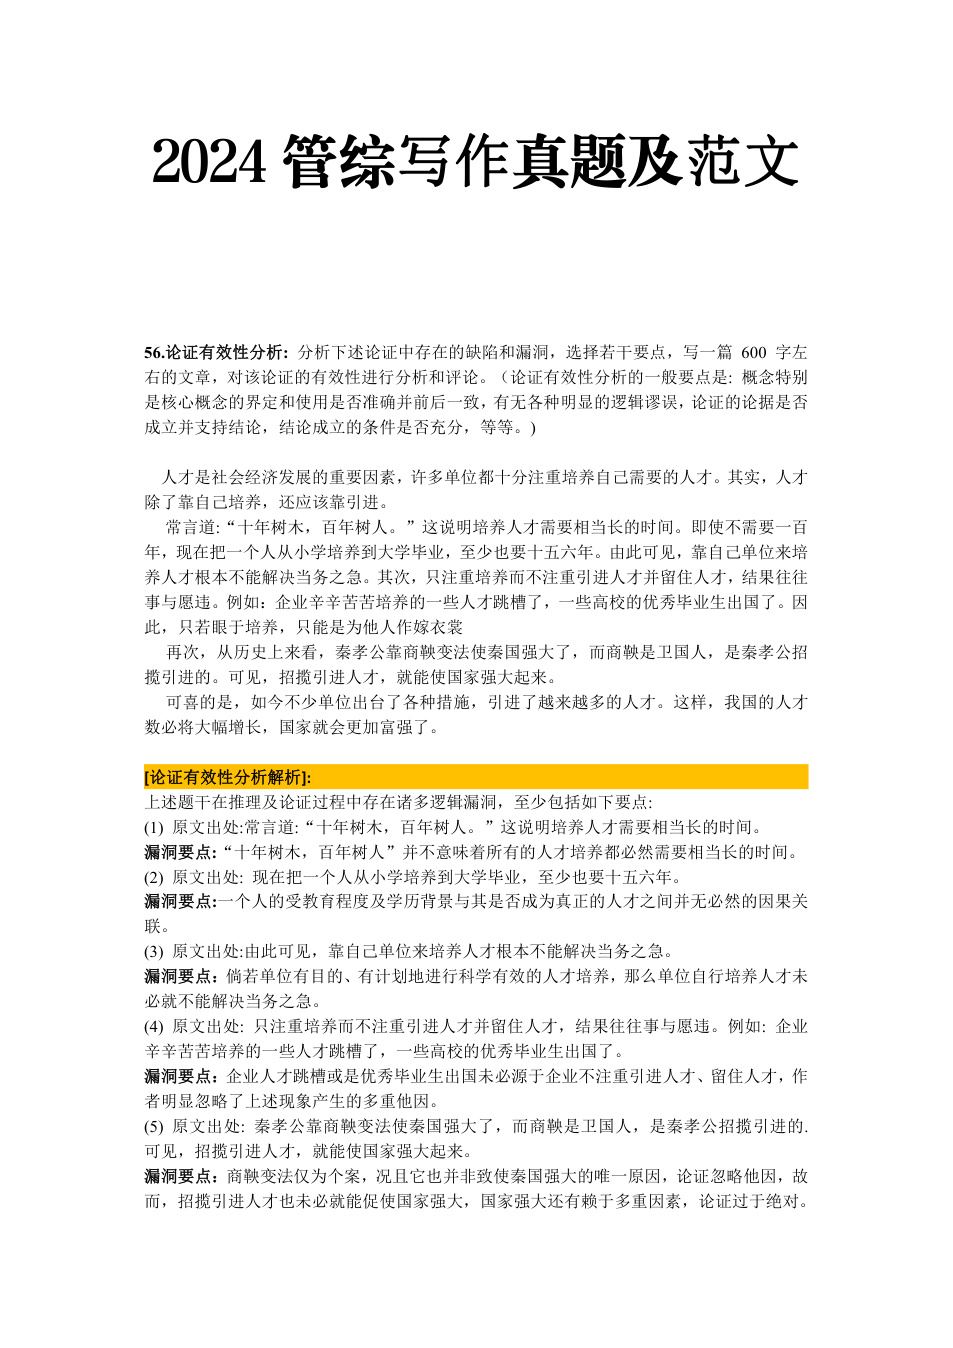 2024 管综写作真题及范文
56.论证有效性分析: 分析下述论证中存在的缺陷和漏洞，选择若干要点，写一篇 600 字左
右的文章，对该论证的有效性进行分析和评论。（论证有效性分析的一般要点是: 概念特别
是核心概念的界定和使用是否准确并前后一致，有无各种明显的逻辑谬误，论证的论据是否
成立并支持结论，结论成立的条件是否充分，等等。)
人才是社会经济发展的重要因素，许多单位都十分注重培养自己需要的人才。其实，人才
除了靠自己培养，还应该靠引进。
常言道:“十年树木，百年树人。”这说明培养人才需要相当长的时间。即使不需要一百
年，现在把一个人从小学培养到大学毕业，至少也要十五六年。由此可见，靠自己单位来培
养人才根本不能解决当务之急。其次，只注重培养而不注重引进人才并留住人才，结果往往
事与愿违。例如：企业辛辛苦苦培养的一些人才跳槽了，一些高校的优秀毕业生出国了。因
此，只若眼于培养，只能是为他人作嫁衣裳
再次，从历史上来看，秦孝公靠商鞅变法使秦国强大了，而商鞅是卫国人，是秦孝公招
揽引进的。可见，招揽引进人才，就能使国家强大起来。
可喜的是，如今不少单位出台了各种措施，引进了越来越多的人才。这样，我国的人才
数必将大幅增长，国家就会更加富强了。
[论证有效性分析解析]:
上述题干在推理及论证过程中存在诸多逻辑漏洞，至少包括如下要点:
(1) 原文出处:常言道:“十年树木，百年树人。”这说明培养人才需要相当长的时间。
漏洞要点:“十年树木，百年树人”并不意味着所有的人才培养都必然需要相当长的时间。
(2) 原文出处: 现在把一个人从小学培养到大学毕业，至少也要十五六年。
漏洞要点:一个人的受教育程度及学历背景与其是否成为真正的人才之间并无必然的因果关
联。
(3) 原文出处:由此可见，靠自己单位来培养人才根本不能解决当务之急。
漏洞要点：倘若单位有目的、有计划地进行科学有效的人才培养，那么单位自行培养人才未
必就不能解决当务之急。
(4) 原文出处: 只注重培养而不注重引进人才并留住人才，结果往往事与愿违。例如: 企业
辛辛苦苦培养的一些人才跳槽了，一些高校的优秀毕业生出国了。
漏洞要点：企业人才跳槽或是优秀毕业生出国未必源于企业不注重引进人才、留住人才，作
者明显忽略了上述现象产生的多重他因。
(5) 原文出处: 秦孝公靠商鞅变法使秦国强大了，而商鞅是卫国人，是秦孝公招揽引进的.
可见，招揽引进人才，就能使国家强大起来。
漏洞要点：商鞅变法仅为个案，况且它也并非致使秦国强大的唯一原因，论证忽略他因，故
而，招揽引进人才也未必就能促使国家强大，国家强大还有赖于多重因素，论证过于绝对。